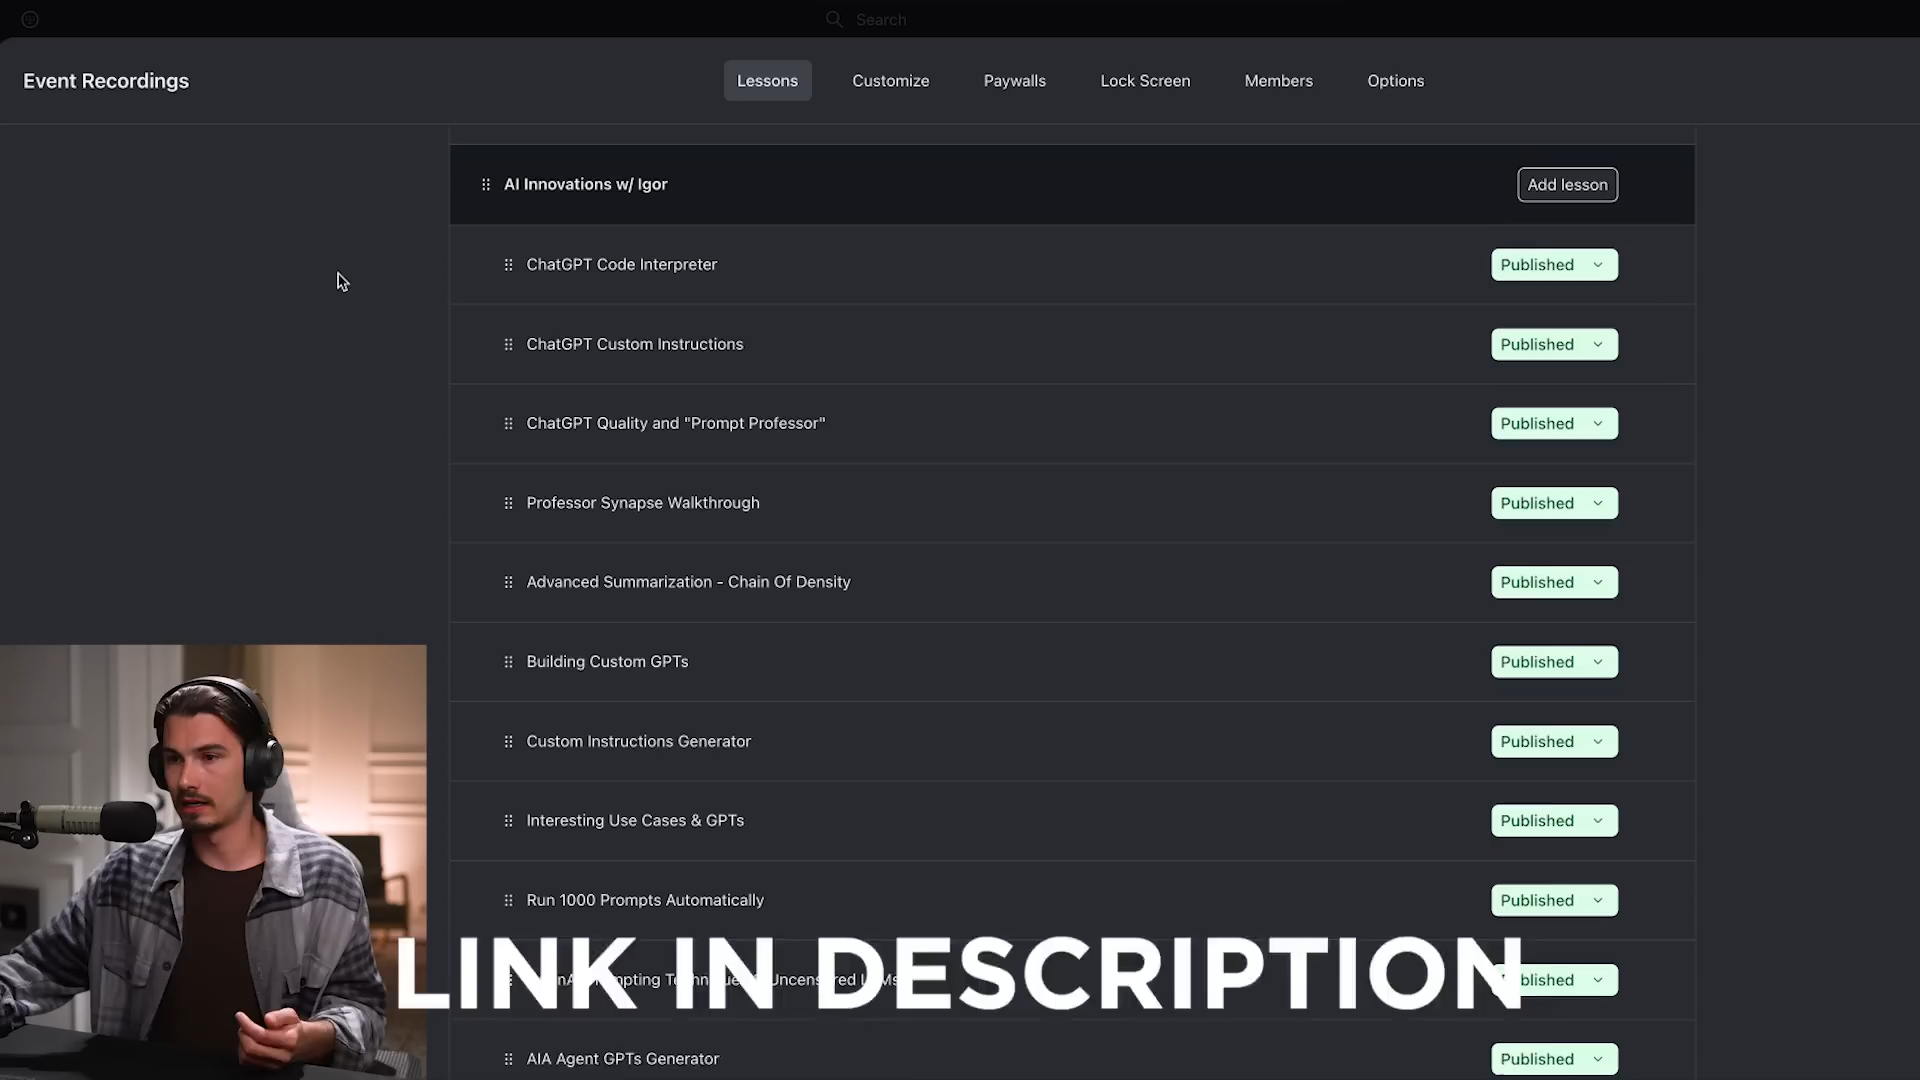 Search
Event Recordings
Lessons
Customize
Paywalls
Lock Screen
Members
Options
AI Innovations w/ Igor
Add lesson
ChatGPT Code Interpreter
Published
ChatGPT Custom Instructions
Published
ChatGPT Quality and "Prompt Professor"
Published
Professor Synapse Walkthrough
Published
Advanced Summarization - Chain Of Density
Published
Building Custom GPTs
Published
Custom Instructions Generator
Published
Interesting Use Cases & GPTs
Published
Run 1000 Prompts Automatically
Published
LINK IN DESCRIPTION
AIA Agent GPTs Generator
Published